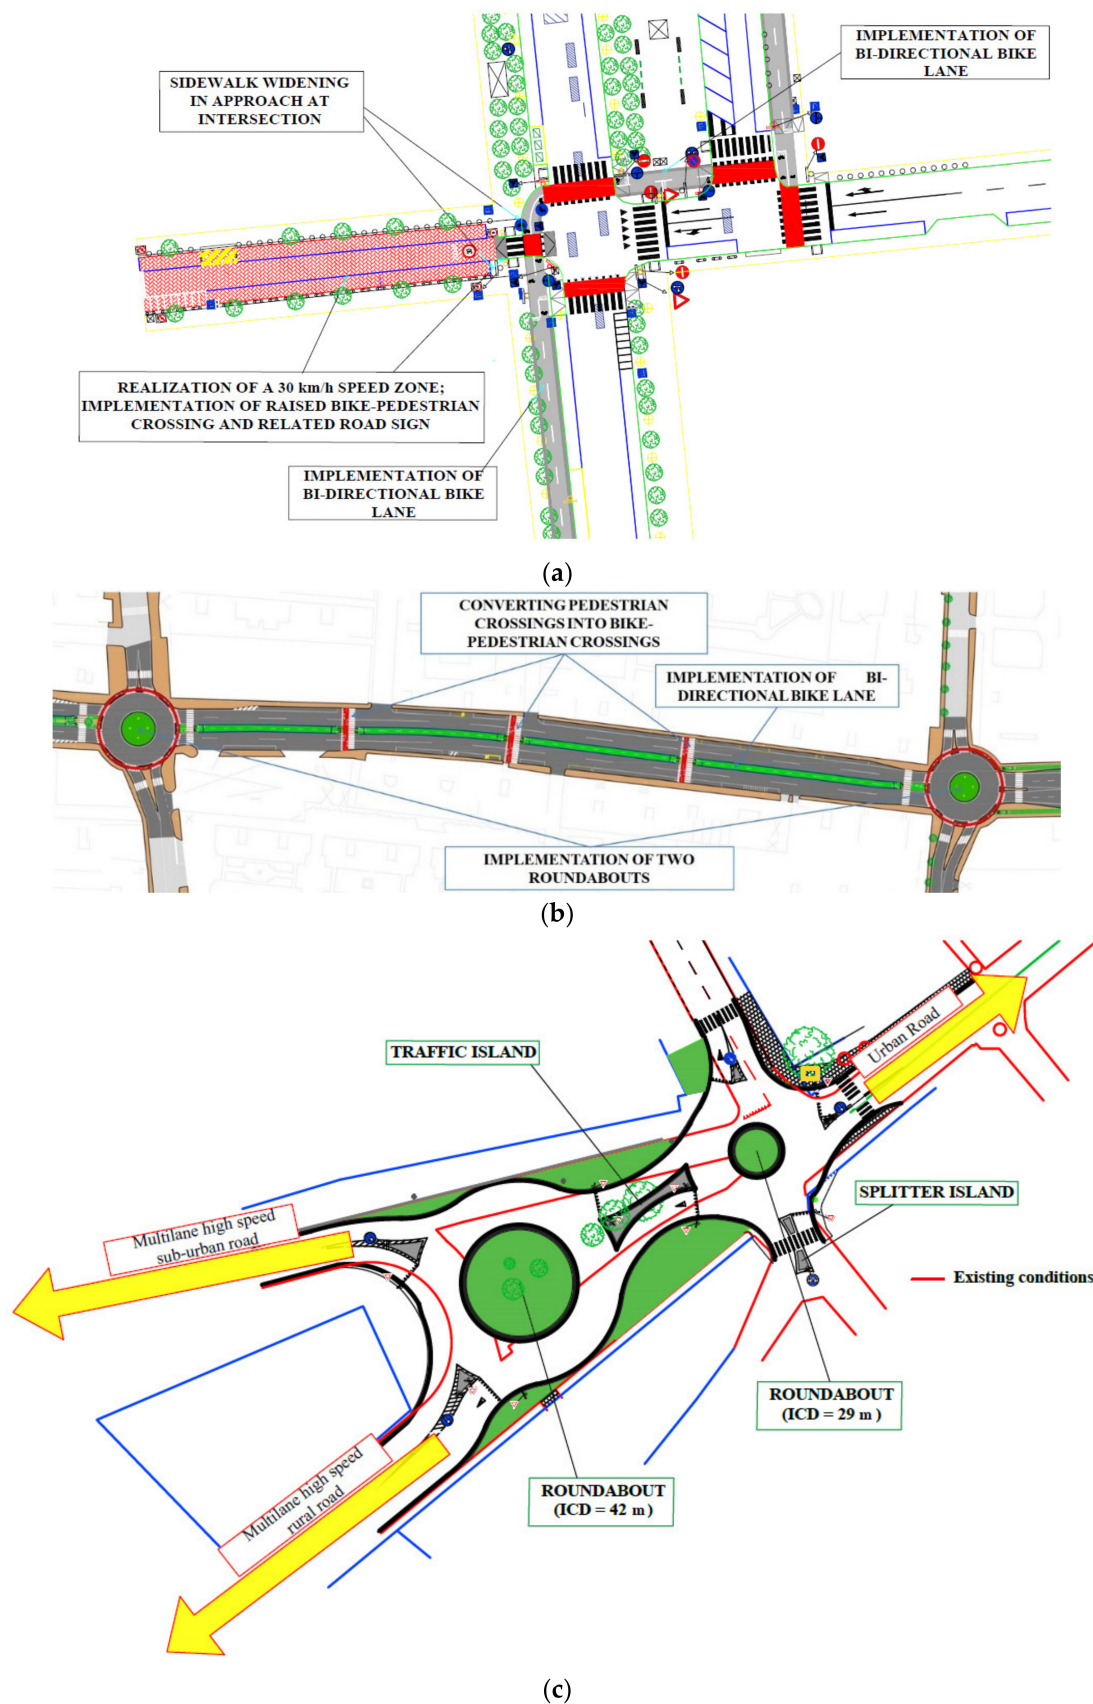 IMPLEMENTATION OF
BI-DIRECTIONAL BIKE
LANE
SIDEWALK WIDENING
IN APPROACH AT
INTERSECTION
REALIZATION OF A 30 km/h SPEED ZONE;
IMPLEMENTATION OF RAISED BIKE-PEDESTRIAN
CROSSING AND RELATED ROAD SIGN
IMPLEMENTATION OF
BI-DIRECTIONAL BIKE
LANE
(a)
CONVERTING PEDESTRIAN
CROSSINGS INTO BIKE-
PEDESTRIAN CROSSINGS
IMPLEMENTATION OF BI-
DIRECTIONAL BIKE LANE
IMPLEMENTATION OF TWO
ROUNDABOUTS
(b)
Urban Road
TRAFFIC ISLAND
SPLITTER ISLAND
Multilane high speed
sub-urban road
Existing conditions
ROUNDABOUT
(ICD = 29 m )
ROUNDABOUT
(ICD = 42 m )
Multilane high speed
rural road
(c)